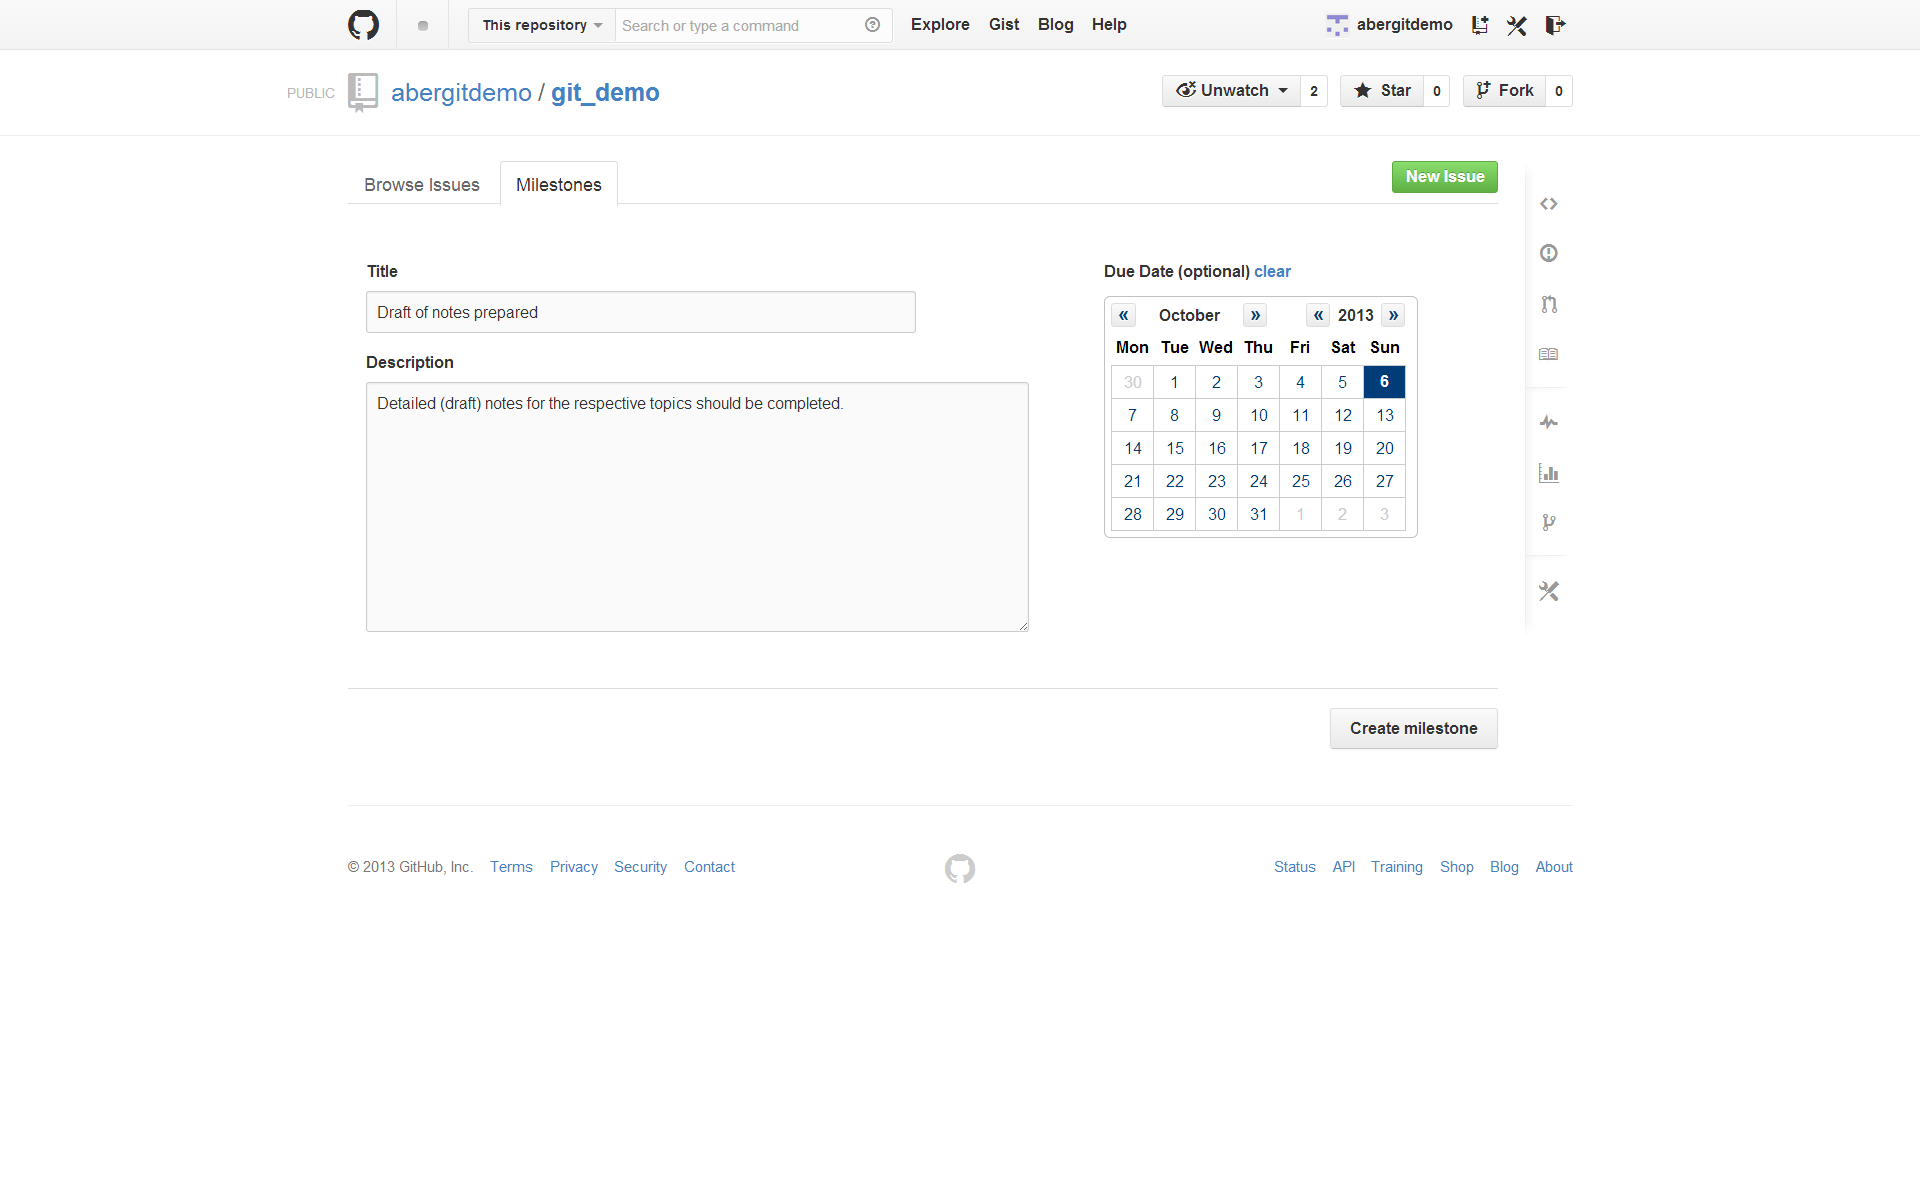 This repository Search or type a command Explore Gist Blog Help abergitdemo
PUBLIC abergitdemo / git_demo Unwatch 2 Star 0 Fork 0
Browse Issues Milestones New Issue
Title
Draft of notes prepared
Description
Detailed (draft) notes for the respective topics should be completed.
Due Date (optional) clear
« October » « 2013 »
Mon Tue Wed Thu Fri Sat Sun
30 1 2 3 4 5 6
7 8 9 10 11 12 13
14 15 16 17 18 19 20
21 22 23 24 25 26 27
28 29 30 31 1 2 3
Create milestone
© 2013 GitHub, Inc. Terms Privacy Security Contact Status API Training Shop Blog About